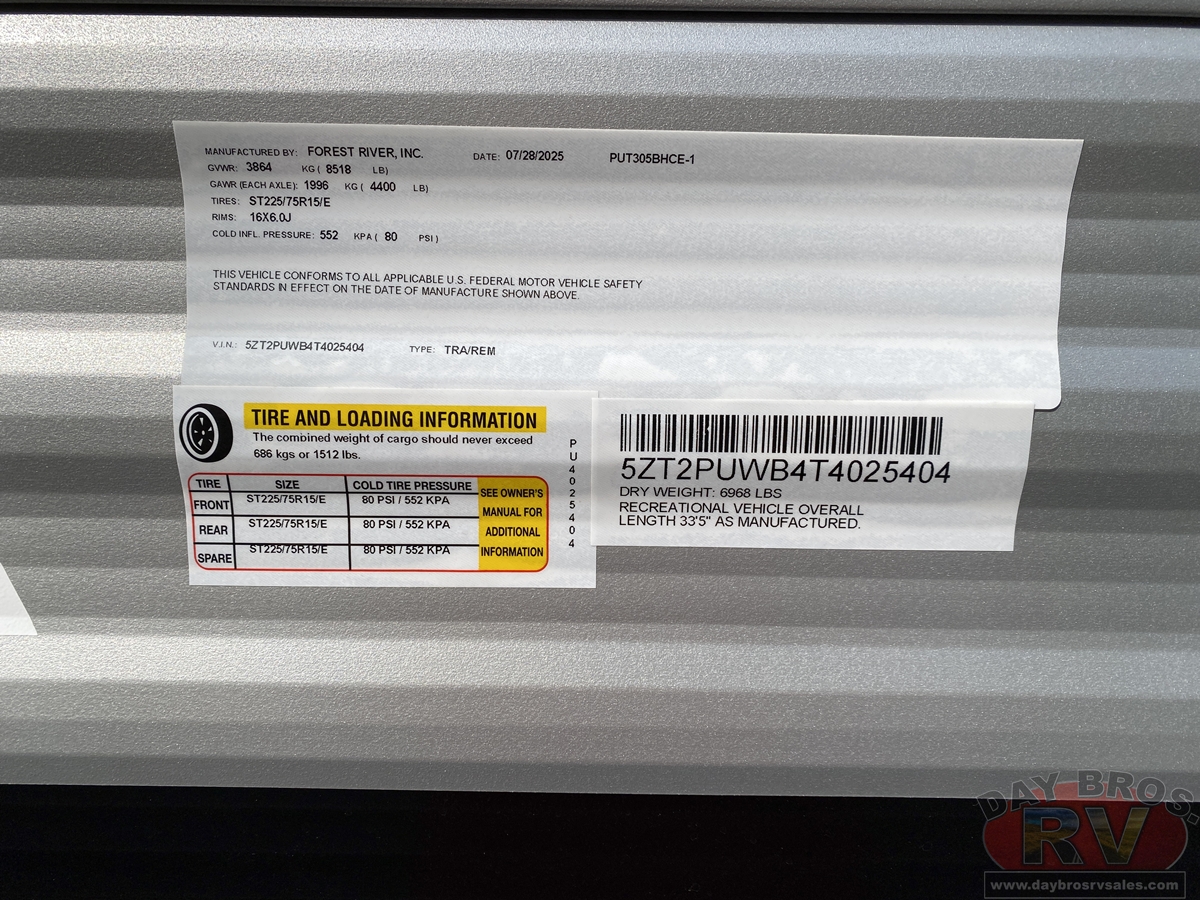 MANUFACTURED BY: FOREST RIVER, INC. DATE: 07/28/2025 PUT305BHCE-1
GVWR: 3864 KG ( 8518 LB)
GAWR (EACH AXLE): 1996 KG ( 4400 LB)
TIRES: ST225/75R15/E
RIMS: 16X6.0J
COLD INFL. PRESSURE: 552 KPA ( 80 PSI )
THIS VEHICLE CONFORMS TO ALL APPLICABLE U.S. FEDERAL MOTOR VEHICLE SAFETY
STANDARDS IN EFFECT ON THE DATE OF MANUFACTURE SHOWN ABOVE.
V.I.N.: 5ZT2PUWB4T4025404 TYPE: TRA/REM
TIRE AND LOADING INFORMATION
The combined weight of cargo should never exceed
686 kgs or 1512 lbs.
TIRE SIZE COLD TIRE PRESSURE
FRONT ST225/75R15/E 80 PSI / 552 KPA
REAR ST225/75R15/E 80 PSI / 552 KPA
SPARE ST225/75R15/E 80 PSI / 552 KPA
SEE OWNER'S
MANUAL FOR
ADDITIONAL
INFORMATION
PU4025404
5ZT2PUWB4T4025404
DRY WEIGHT: 6968 LBS
RECREATIONAL VEHICLE OVERALL
LENGTH 33'5" AS MANUFACTURED.
DAY BROS.
RV
www.daybrosrvsales.com